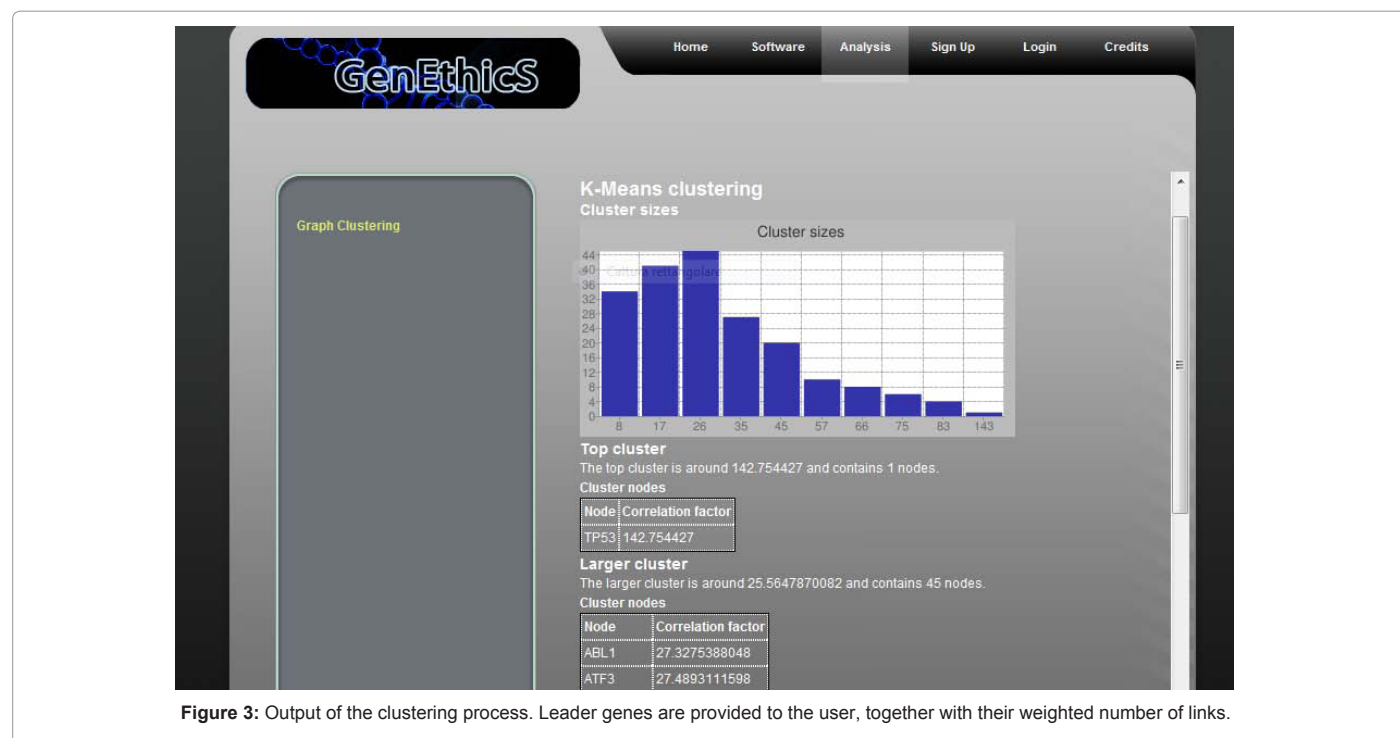 GenEthicS
Home Software Analysis Sign Up Login Credits
Graph Clustering
K-Means clustering
Cluster sizes
Cluster sizes
44
40
36
32
28
24
20
16
12
8
4
0
8 17 26 35 45 57 66 75 83 143
Cattura rettangolare
Top cluster
The top cluster is around 142.754427 and contains 1 nodes.
Cluster nodes
Node Correlation factor
TP53 142.754427
Larger cluster
The larger cluster is around 25.5647870082 and contains 45 nodes.
Cluster nodes
Node Correlation factor
ABL1 27.3275388048
ATF3 27.4893111598
Figure 3: Output of the clustering process. Leader genes are provided to the user, together with their weighted number of links.